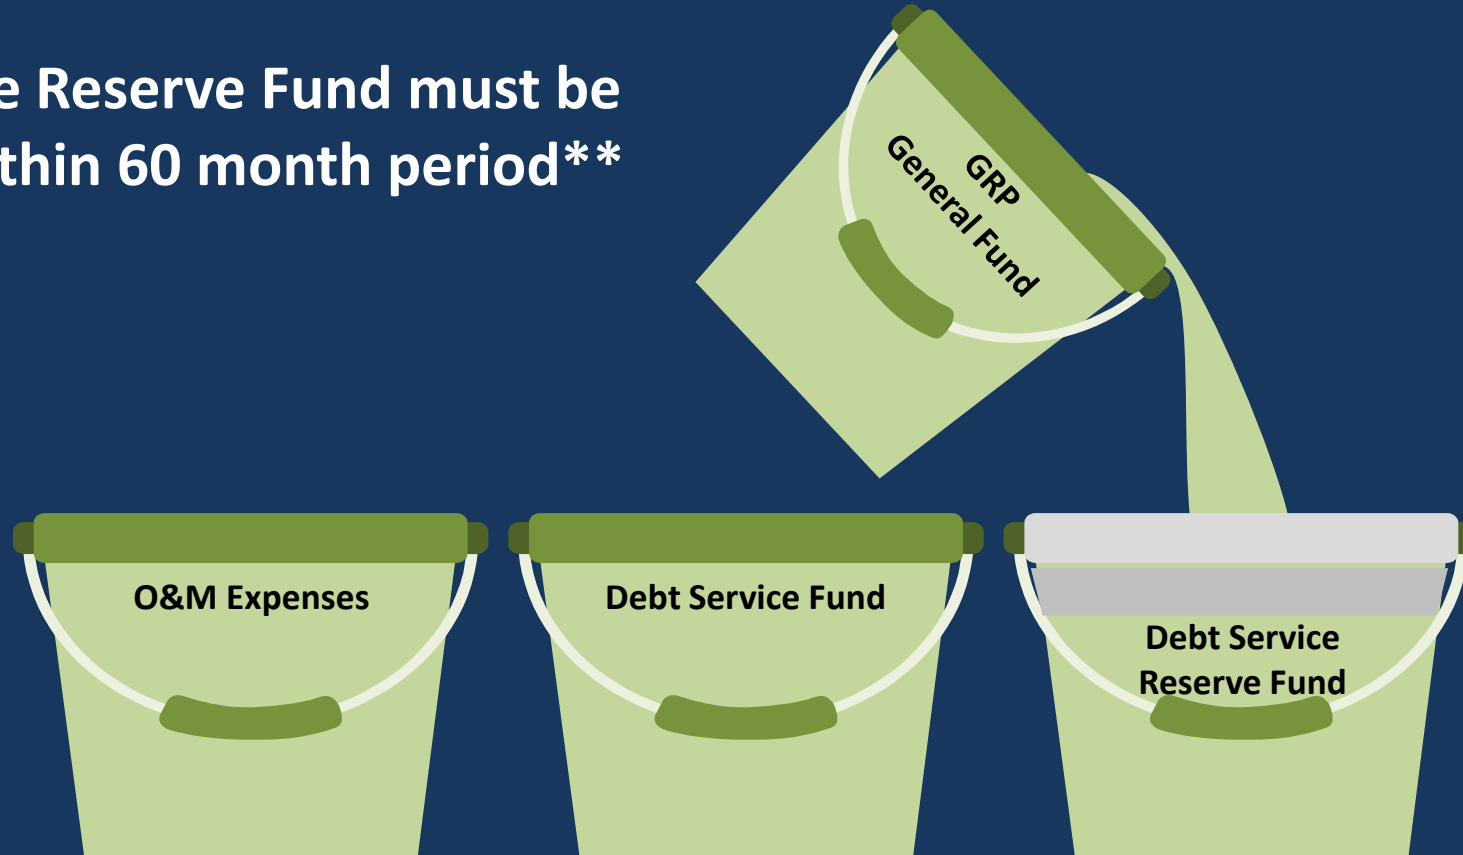 e Reserve Fund must be
thin 60 month period**
GRP
General Fund
O&M Expenses
Debt Service Fund
Debt Service
Reserve Fund